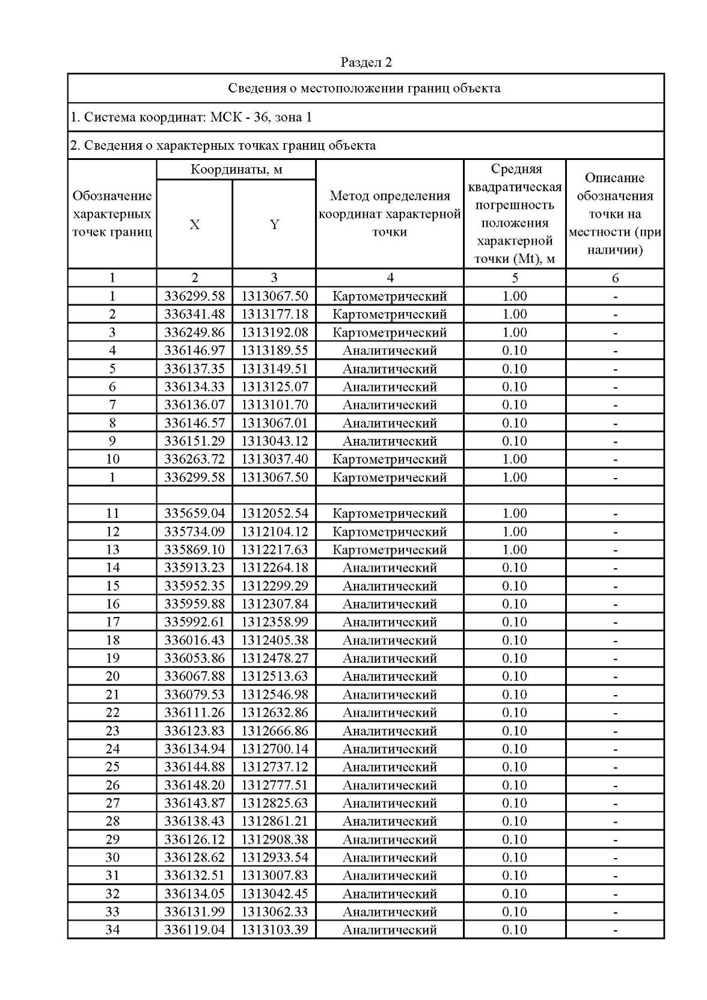 Раздел 2
Сведения о местоположении границ объекта
1. Система координат: МСК - 36, зона 1
2. Сведения о характерных точках границ объекта
Обозначение
характерных
точек границ
Координаты, м
X Y
Метод определения
координат характерной
точки
Средняя
квадратическая
погрешность
положения
характерной
точки (Mt), м
Описание
обозначения
точки на
местности (при
наличии)
1 2 3 4 5 6
1 336299.58 1313067.50 Картометрический 1.00 -
2 336341.48 1313177.18 Картометрический 1.00 -
3 336249.86 1313192.08 Картометрический 1.00 -
4 336146.97 1313189.55 Аналитический 0.10 -
5 336137.35 1313149.51 Аналитический 0.10 -
6 336134.33 1313125.07 Аналитический 0.10 -
7 336136.07 1313101.70 Аналитический 0.10 -
8 336146.57 1313067.01 Аналитический 0.10 -
9 336151.29 1313043.12 Аналитический 0.10 -
10 336263.72 1313037.40 Картометрический 1.00 -
1 336299.58 1313067.50 Картометрический 1.00 -
11 335659.04 1312052.54 Картометрический 1.00 -
12 335734.09 1312104.12 Картометрический 1.00 -
13 335869.10 1312217.63 Картометрический 1.00 -
14 335913.23 1312264.18 Аналитический 0.10 -
15 335952.35 1312299.29 Аналитический 0.10 -
16 335959.88 1312307.84 Аналитический 0.10 -
17 335992.61 1312358.99 Аналитический 0.10 -
18 336016.43 1312405.38 Аналитический 0.10 -
19 336053.86 1312478.27 Аналитический 0.10 -
20 336067.88 1312513.63 Аналитический 0.10 -
21 336079.53 1312546.98 Аналитический 0.10 -
22 336111.26 1312632.86 Аналитический 0.10 -
23 336123.83 1312666.86 Аналитический 0.10 -
24 336134.94 1312700.14 Аналитический 0.10 -
25 336144.88 1312737.12 Аналитический 0.10 -
26 336148.20 1312777.51 Аналитический 0.10 -
27 336143.87 1312825.63 Аналитический 0.10 -
28 336138.43 1312861.21 Аналитический 0.10 -
29 336126.12 1312908.38 Аналитический 0.10 -
30 336128.62 1312933.54 Аналитический 0.10 -
31 336132.51 1313007.83 Аналитический 0.10 -
32 336134.05 1313042.45 Аналитический 0.10 -
33 336131.99 1313062.33 Аналитический 0.10 -
34 336119.04 1313103.39 Аналитический 0.10 -